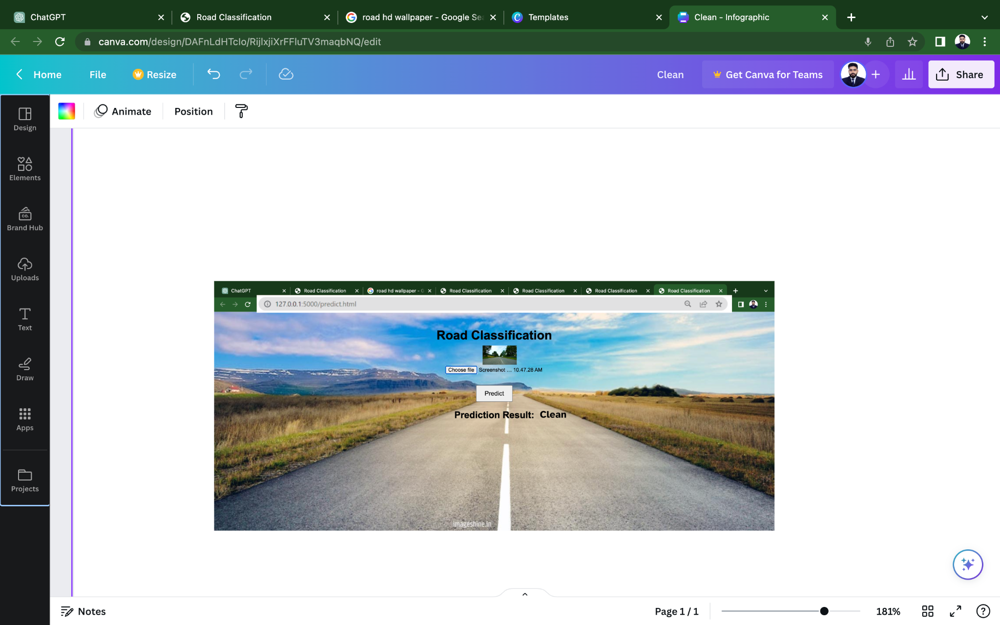 ChatGPT
Road Classification
road hd wallpaper - Google Se
Templates
Clean - Infographic
canva.com/design/DAFnLdHTcIo/RijlxjiXrFFluTV3maqbNQ/edit
Home
File
Resize
Clean
Get Canva for Teams
Share
Animate
Position
Design
Elements
CO.
Brand Hub
Uploads
Text
Draw
Apps
Projects
ChatGPT
Road Classification
road hd wallpaper - G
Road Classification
Road Classification
Road Classification
Road Classification
127.0.0.1:5000/predict.html
Road Classification
Choose file Screenshot ... 10.47.28 AM
Predict
Prediction Result: Clean
imageshine.in
Notes
Page 1 / 1
181%